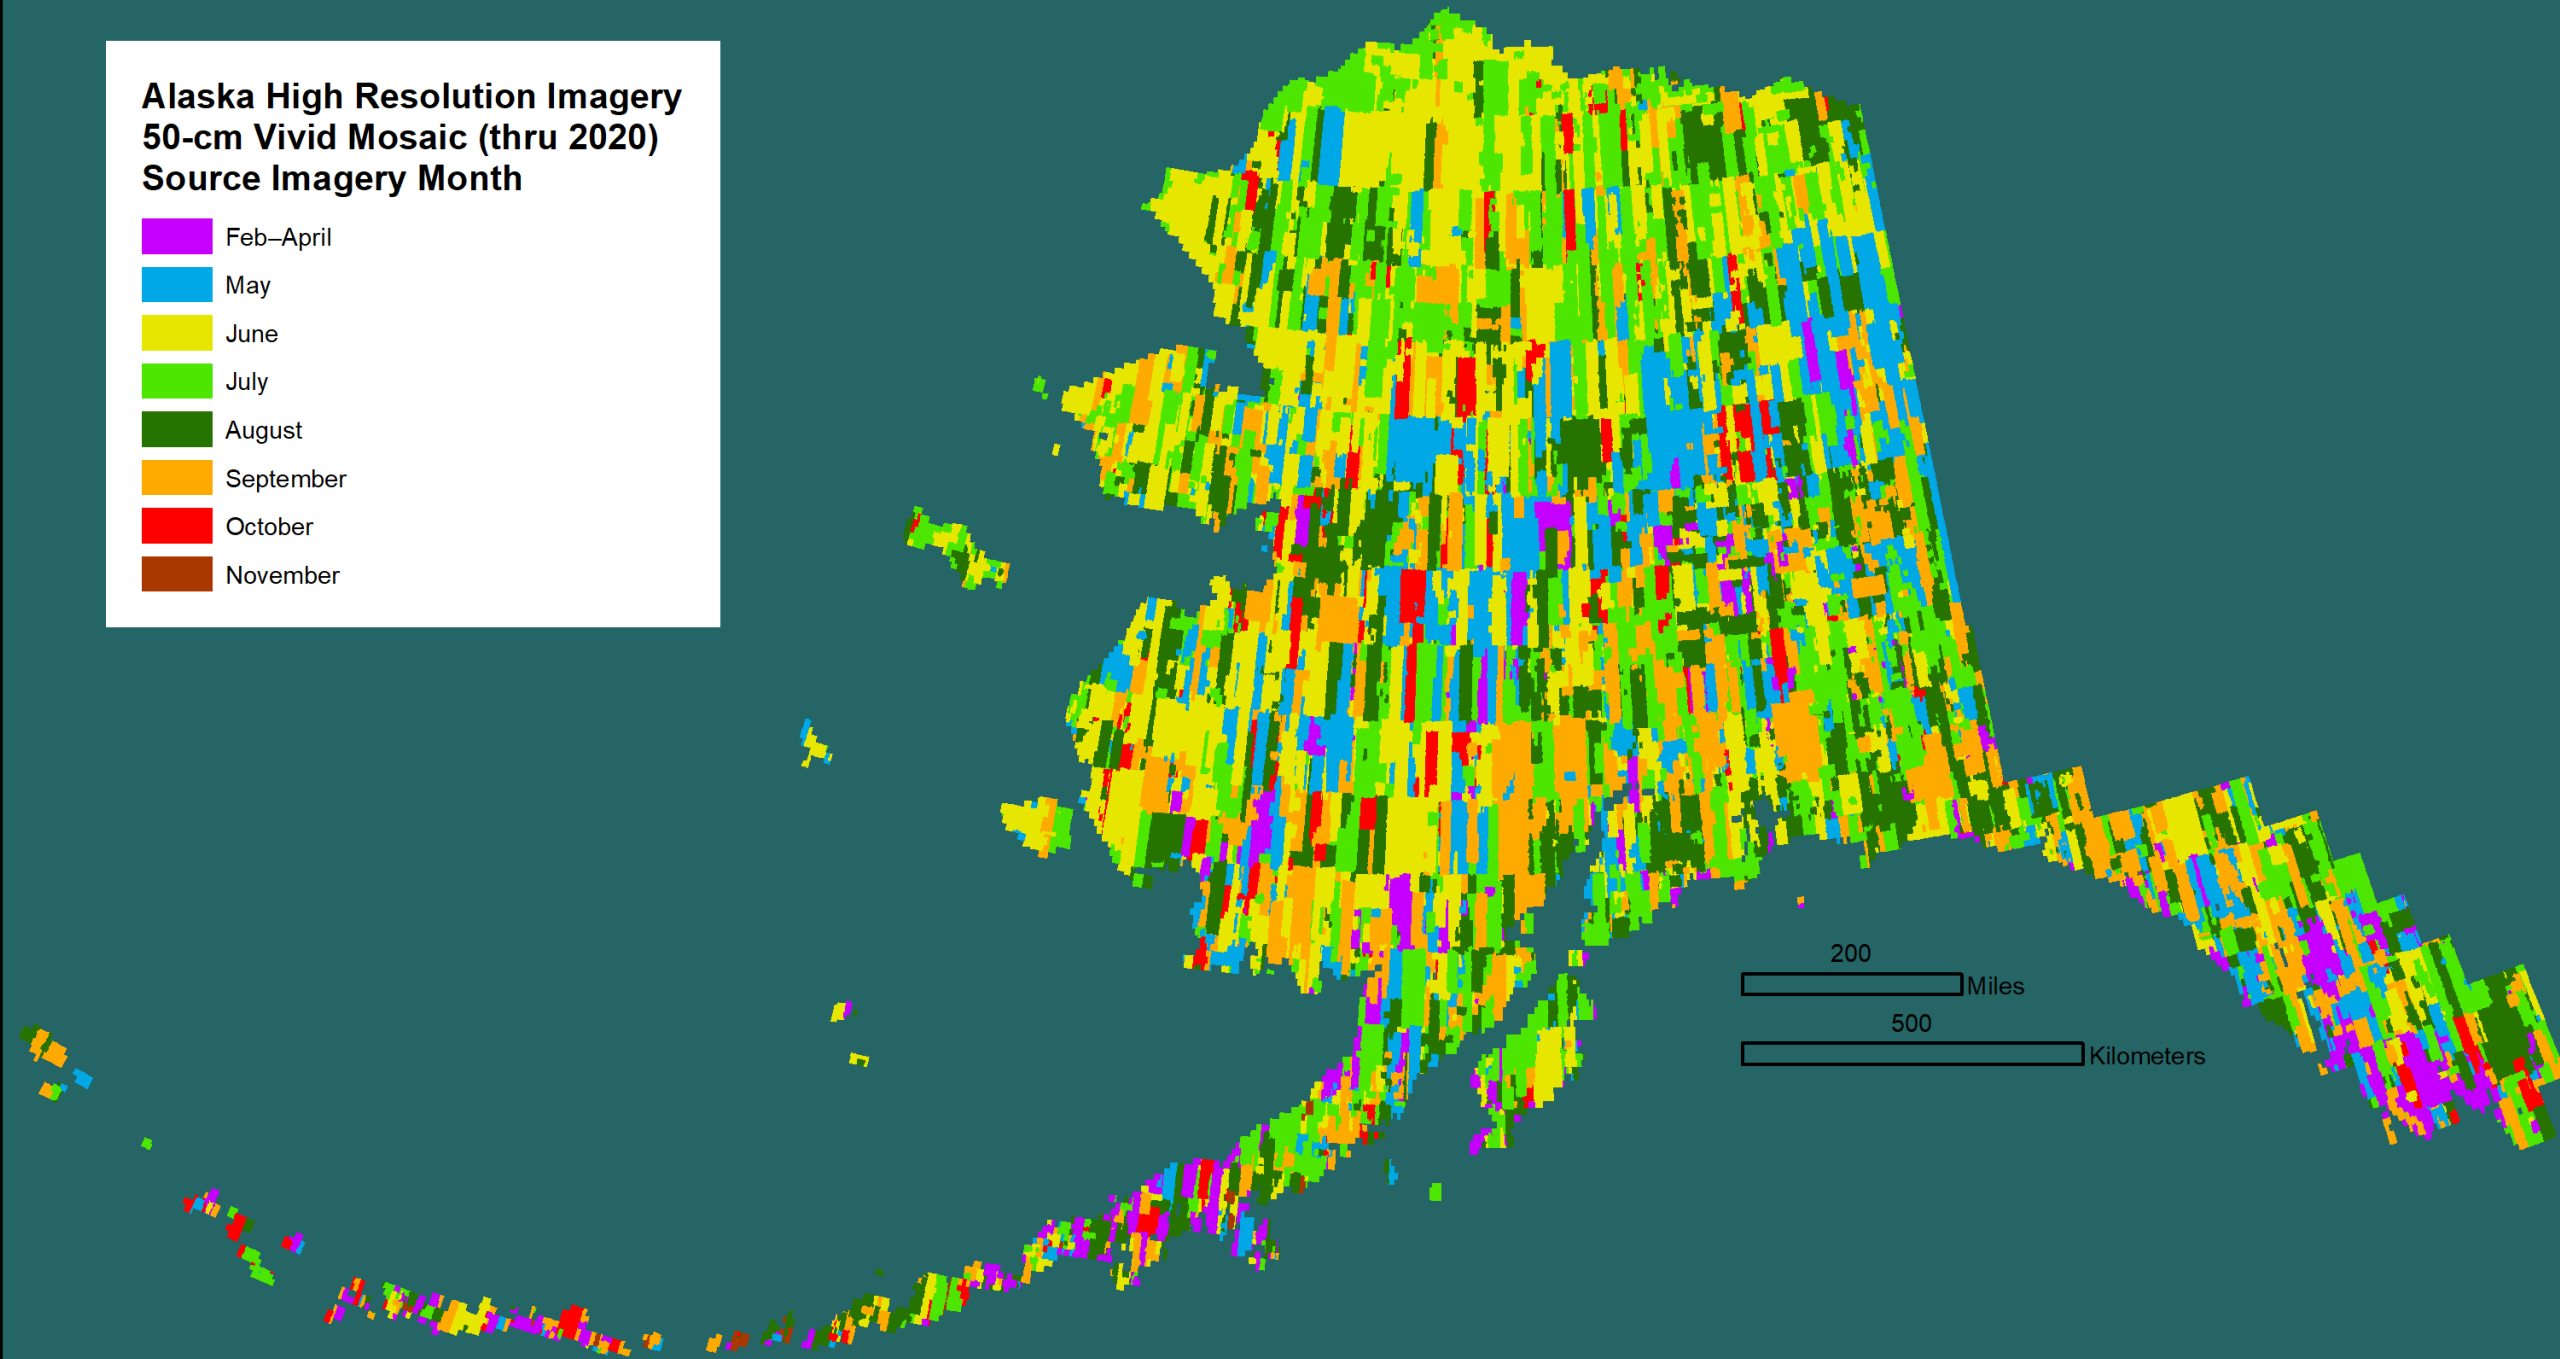 Alaska High Resolution Imagery
50-cm Vivid Mosaic (thru 2020)
Source Imagery Month
Feb–April
May
June
July
August
September
October
November
200
Miles
500
Kilometers